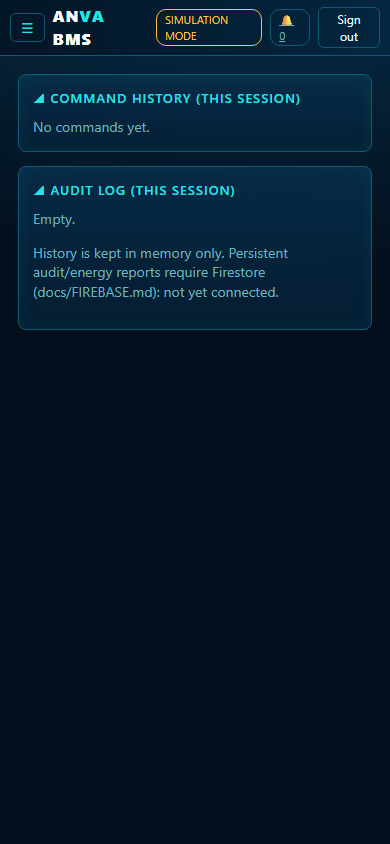 ☰
ANVA
BMS
SIMULATION
MODE
🔔
0
Sign
out
◢ COMMAND HISTORY (THIS SESSION)
No commands yet.
◢ AUDIT LOG (THIS SESSION)
Empty.
History is kept in memory only. Persistent
audit/energy reports require Firestore
(docs/FIREBASE.md): not yet connected.